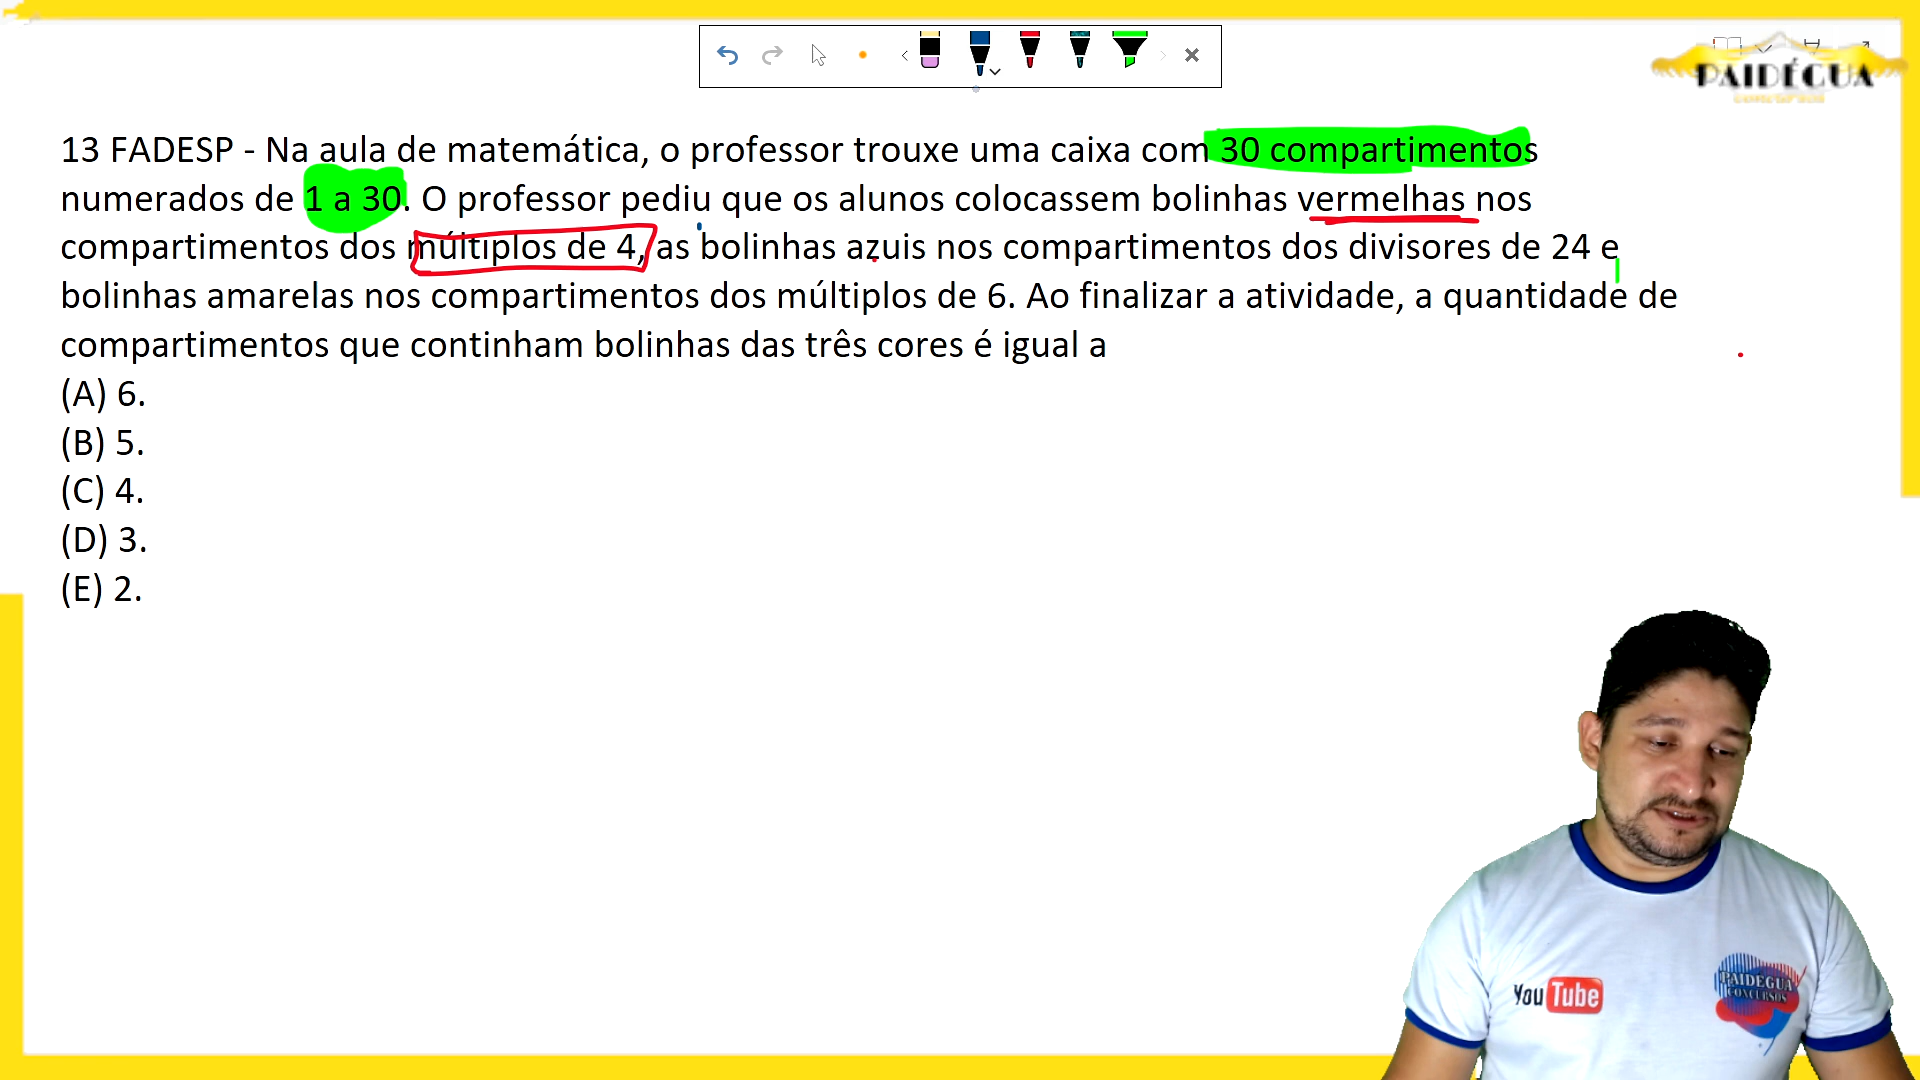 PAIDÉGUA
13 FADESP - Na aula de matemática, o professor trouxe uma caixa com 30 compartimentos
numerados de 1 a 30. O professor pediu que os alunos colocassem bolinhas vermelhas nos
compartimentos dos múltiplos de 4, as bolinhas azuis nos compartimentos dos divisores de 24 e
bolinhas amarelas nos compartimentos dos múltiplos de 6. Ao finalizar a atividade, a quantidade de
compartimentos que continham bolinhas das três cores é igual a
(A) 6.
(B) 5.
(C) 4.
(D) 3.
(E) 2.
YouTube
PAIDÉGUA
CONCURSOS